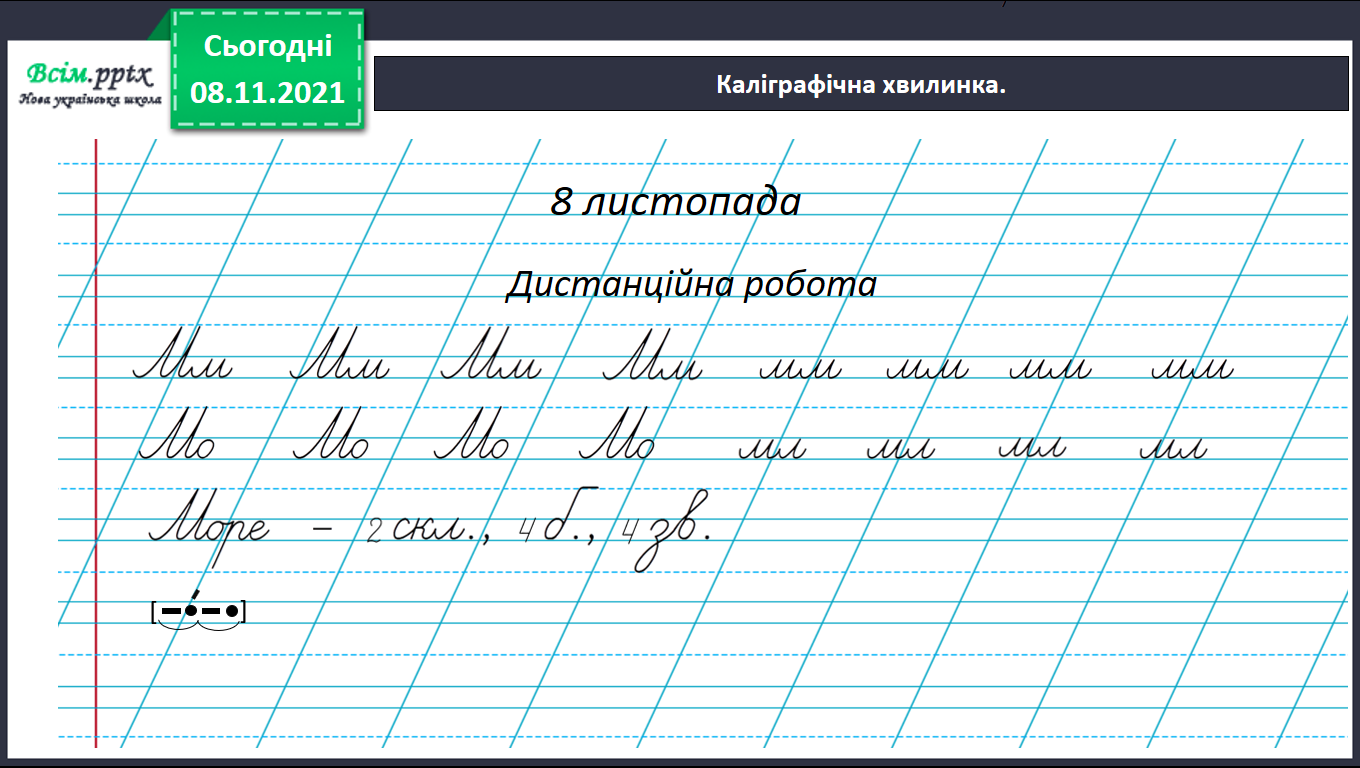 Всім.pptx
Нова українська школа
Сьогодні
08.11.2021
Каліграфічна хвилинка.
8 листопада
Дистанційна робота
Мм Мм Мм Мм мм мм мм мм
Мо Мо Мо Мо мл мл мл мл
Море – 2 скл., 4 б., 4 зв.